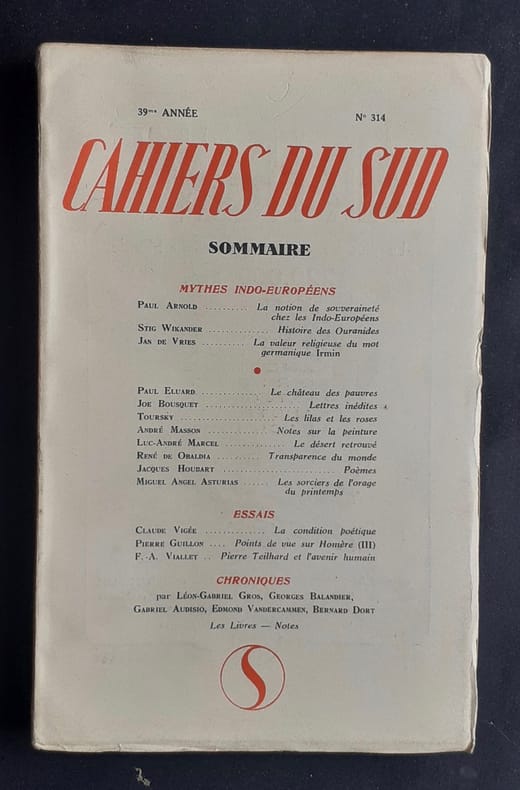 39me ANNÉE
N° 314
CAHIERS DU SUD
SOMMAIRE
MYTHES INDO-EUROPÉENS
PAUL ARNOLD .......... La notion de souveraineté
chez les Indo-Européens
STIG WIKANDER .............. Histoire des Ouranides
JAN DE VRIES .......... La valeur religieuse du mot
germanique Irmin
PAUL ELUARD ............. Le château des pauvres
JOE BOUSQUET ...................... Lettres inédites
TOURSKY ........................ Les lilas et les roses
ANDRÉ MASSON ................ Notes sur la peinture
LUC-ANDRÉ MARCEL .............. Le désert retrouvé
RENÉ DE OBALDIA ........... Transparence du monde
JACQUES HOUBART .......................... Poèmes
MIGUEL ANGEL ASTURIAS ...... Les sorciers de l'orage
du printemps
ESSAIS
CLAUDE VIGÉE .............. La condition poétique
PIERRE GUILLON .... Points de vue sur Homère (III)
F.-A. VIALLET .. Pierre Teilhard et l'avenir humain
CHRONIQUES
par LÉON-GABRIEL GROS, GEORGES BALANDIER,
GABRIEL AUDISIO, EDMOND VANDERCAMMEN, BERNARD DORT
Les Livres — Notes
S